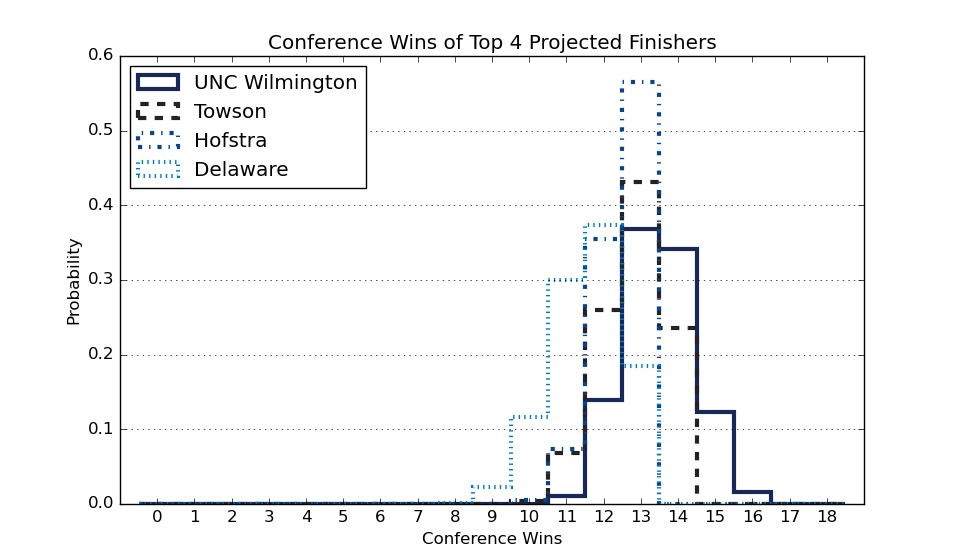 Conference Wins of Top 4 Projected Finishers
0.6
0.5
0.4
0.3
0.2
0.1
0.0
Probability
UNC Wilmington
Towson
Hofstra
Delaware
0 1 2 3 4 5 6 7 8 9 10 11 12 13 14 15 16 17 18
Conference Wins